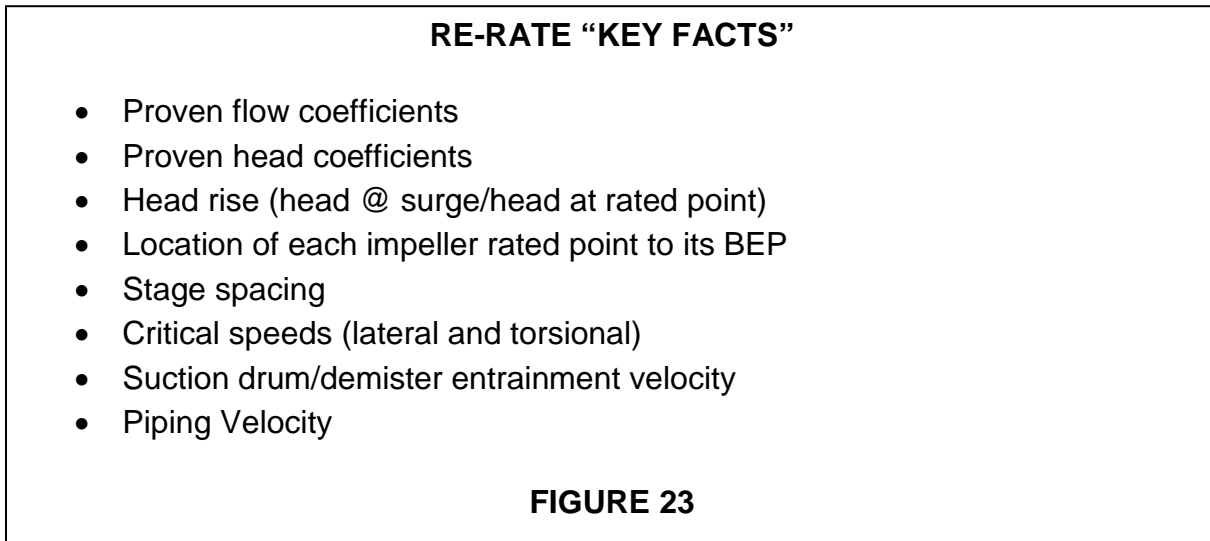 RE-RATE “KEY FACTS”
• Proven flow coefficients
• Proven head coefficients
• Head rise (head @ surge/head at rated point)
• Location of each impeller rated point to its BEP
• Stage spacing
• Critical speeds (lateral and torsional)
• Suction drum/demister entrainment velocity
• Piping Velocity
FIGURE 23